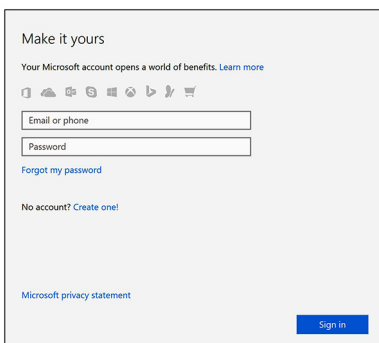 Make it yours
Your Microsoft account opens a world of benefits. Learn more
Email or phone
Password
Forgot my password
No account? Create one!
Microsoft privacy statement
Sign in